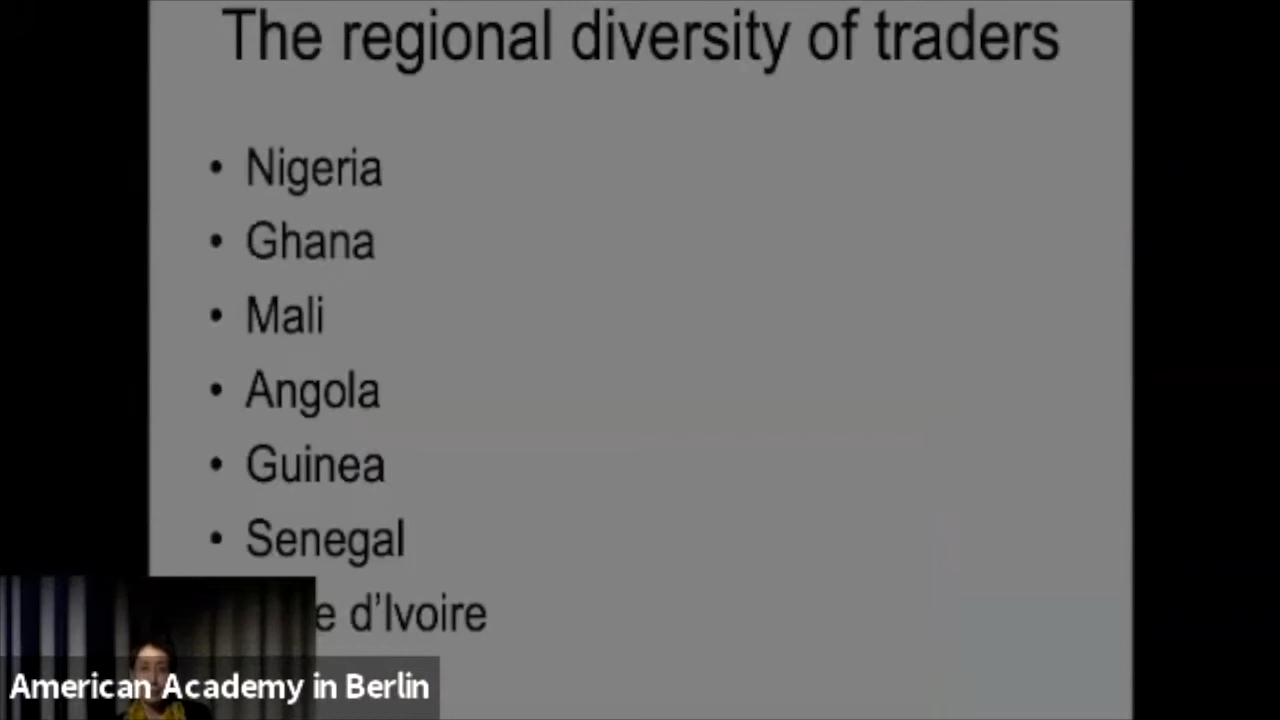 The regional diversity of traders
• Nigeria
• Ghana
• Mali
• Angola
• Guinea
• Senegal
d'Ivoire
American Academy in Berlin